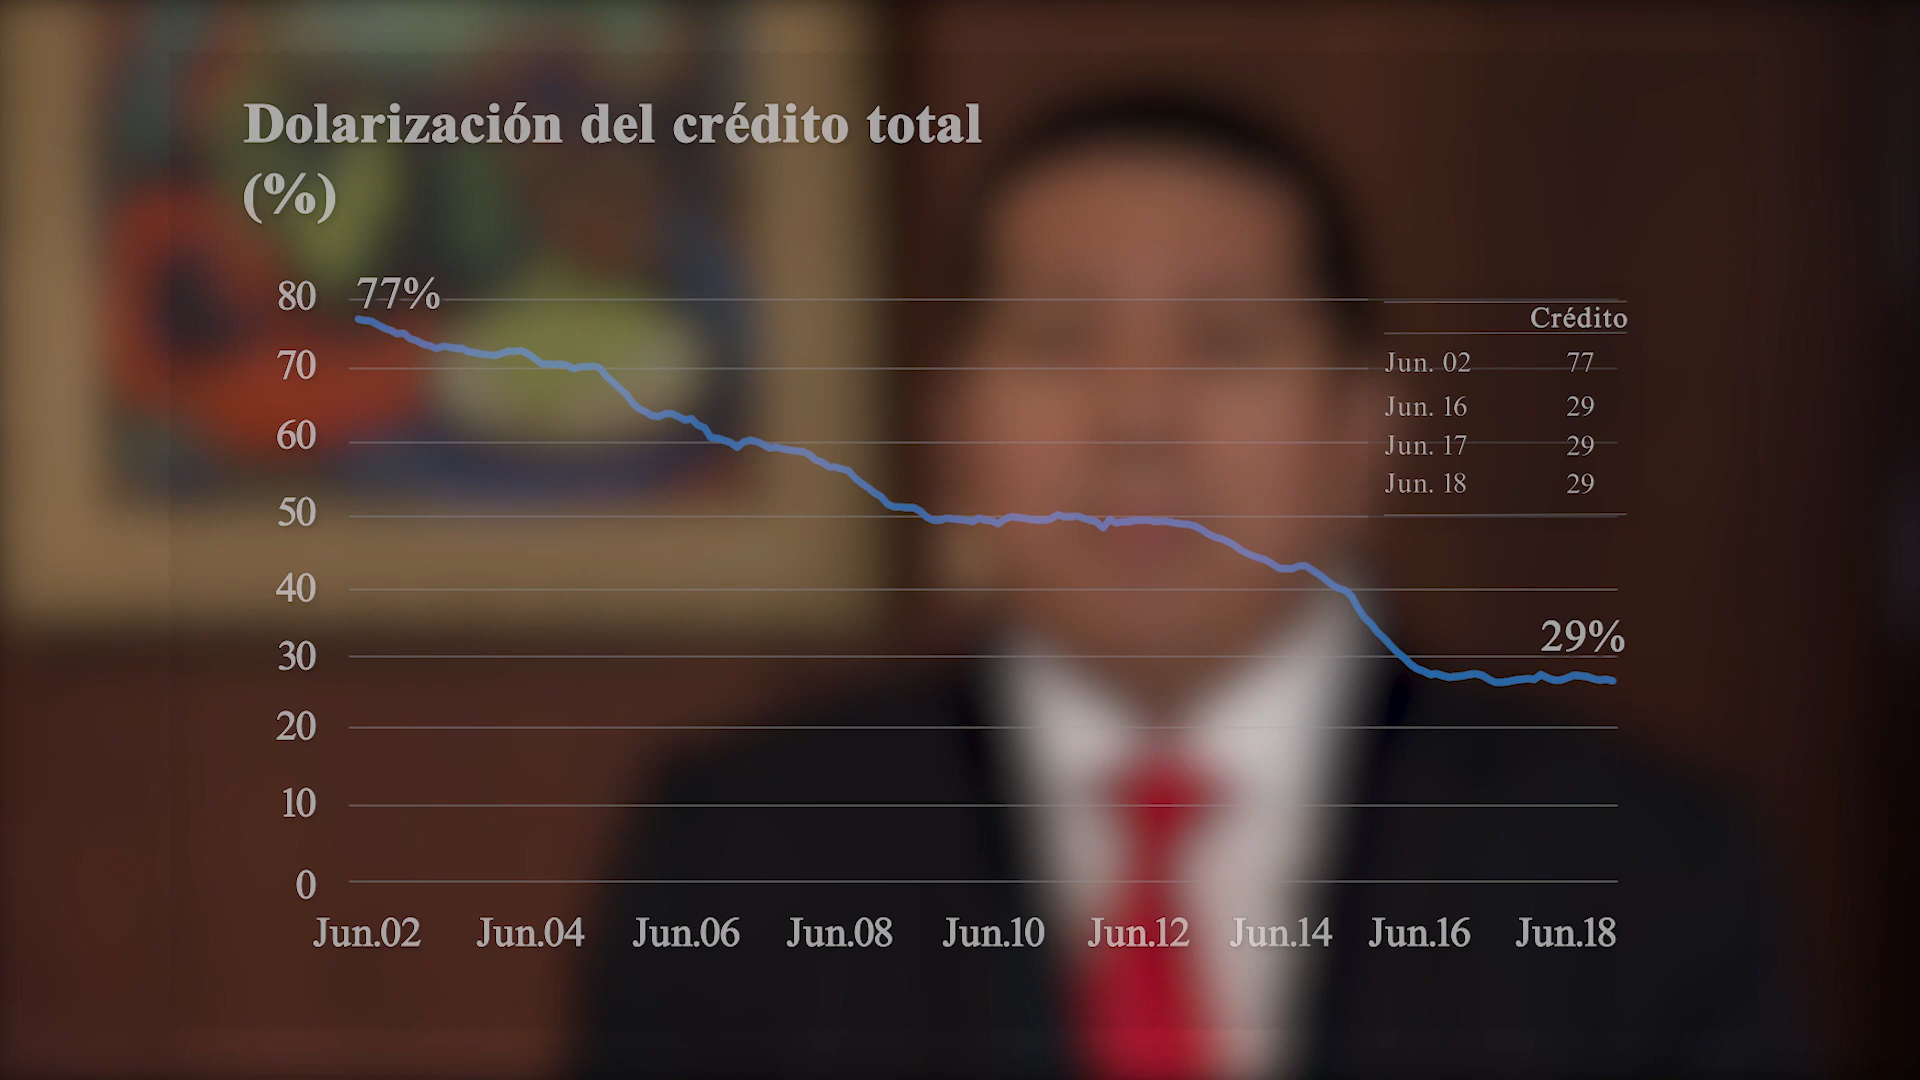 Dolarización del crédito total
(%)
80
77%
70
60
50
40
30
20
10
0
Crédito
Jun. 02 77
Jun. 16 29
Jun. 17 29
Jun. 18 29
29%
Jun.02 Jun.04 Jun.06 Jun.08 Jun.10 Jun.12 Jun.14 Jun.16 Jun.18